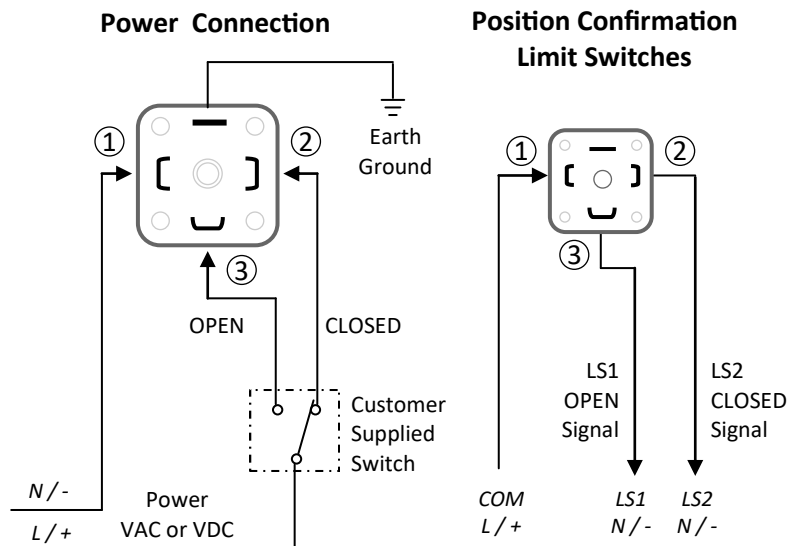 Power Connection
①
②
Earth
Ground
③
OPEN
CLOSED
Customer
Supplied
Switch
N / -
Power
L / +
VAC or VDC
Position Confirmation
Limit Switches
①
②
③
LS1
OPEN
Signal
LS2
CLOSED
Signal
COM
L / +
LS1
N / -
LS2
N / -